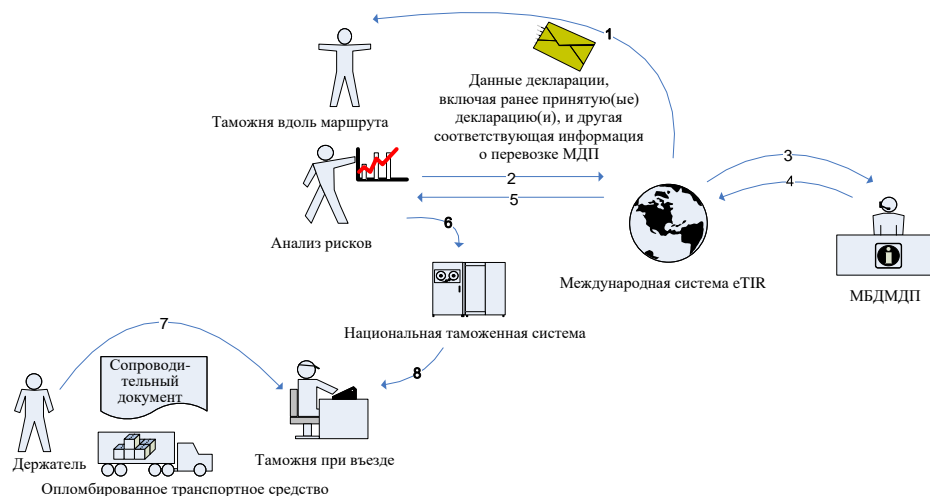 1
Данные декларации,
включая ранее принятую(ые)
декларацию(и), и другая
соответствующая информация
о перевозке МДП
Таможня вдоль маршрута
2
3
4
5
6
Анализ рисков
Международная система eTIR
МБДМДП
Национальная таможенная система
7
8
Сопроводи-
тельный
документ
Держатель
Таможня при въезде
Опломбированное транспортное средство